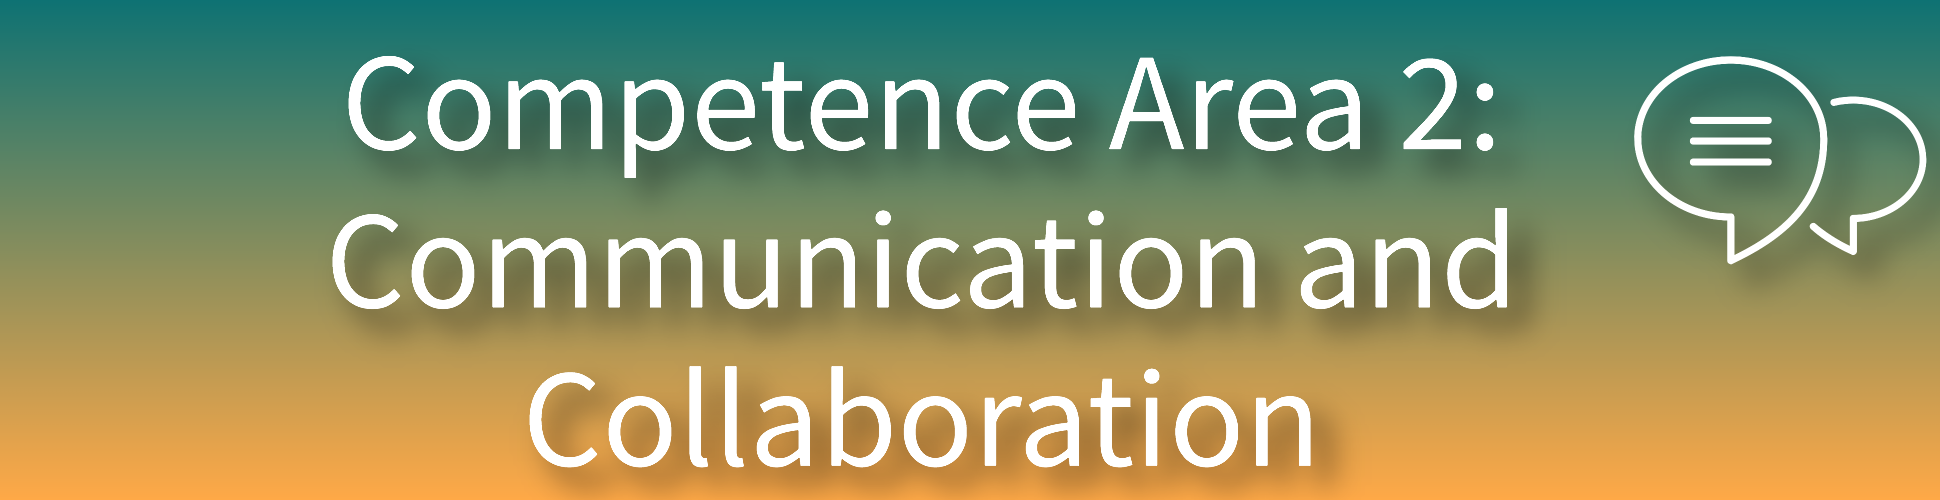 Competence Area 2:
Communication and
Collaboration